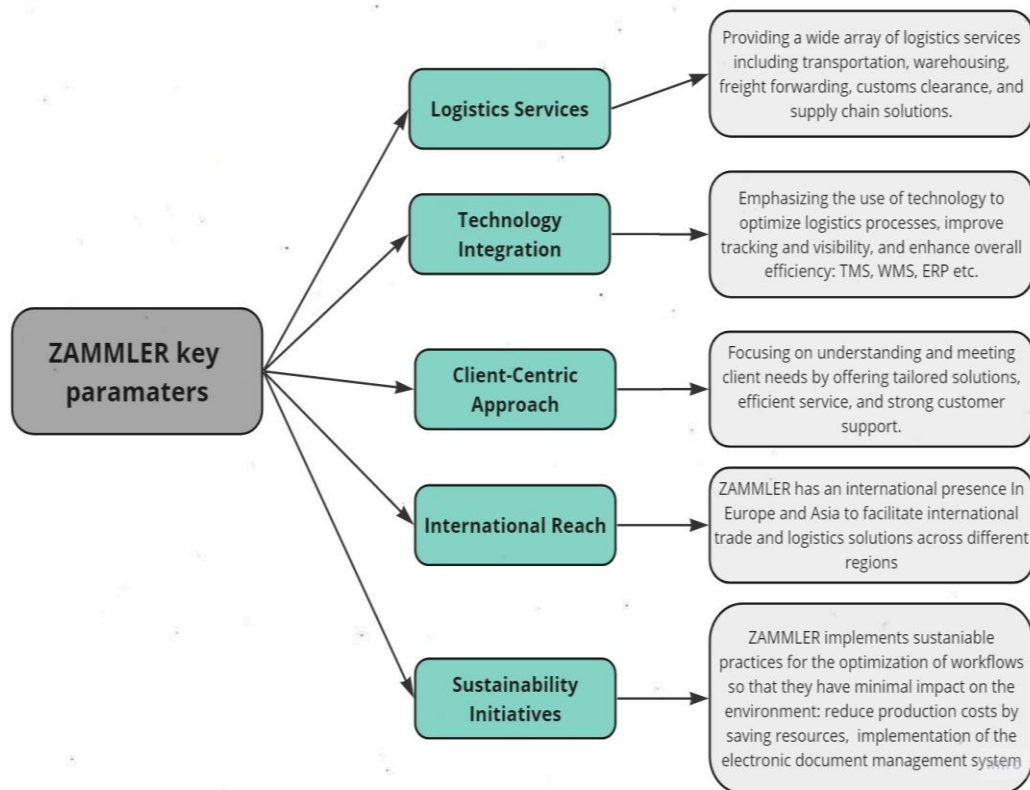 Providing a wide array of logistics services
including transportation, warehousing,
freight forwarding, customs clearance, and
supply chain solutions.
Logistics Services
Emphasizing the use of technology to
optimize logistics processes, improve
tracking and visibility, and enhance overall
efficiency: TMS, WMS, ERP etc.
Technology
Integration
ZAMMLER key
paramaters
Focusing on understanding and meeting
client needs by offering tailored solutions,
efficient service, and strong customer
support.
Client-Centric
Approach
ZAMMLER has an international presence In
Europe and Asia to facilitate international
trade and logistics solutions across different
regions
International Reach
ZAMMLER implements sustaniable
practices for the optimization of workflows
so that they have minimal impact on the
environment: reduce production costs by
saving resources, implementation of the
electronic document management system
Sustainability
Initiatives
miro